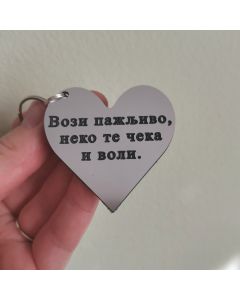 Вози пажљиво,
неко те чека
и воли.